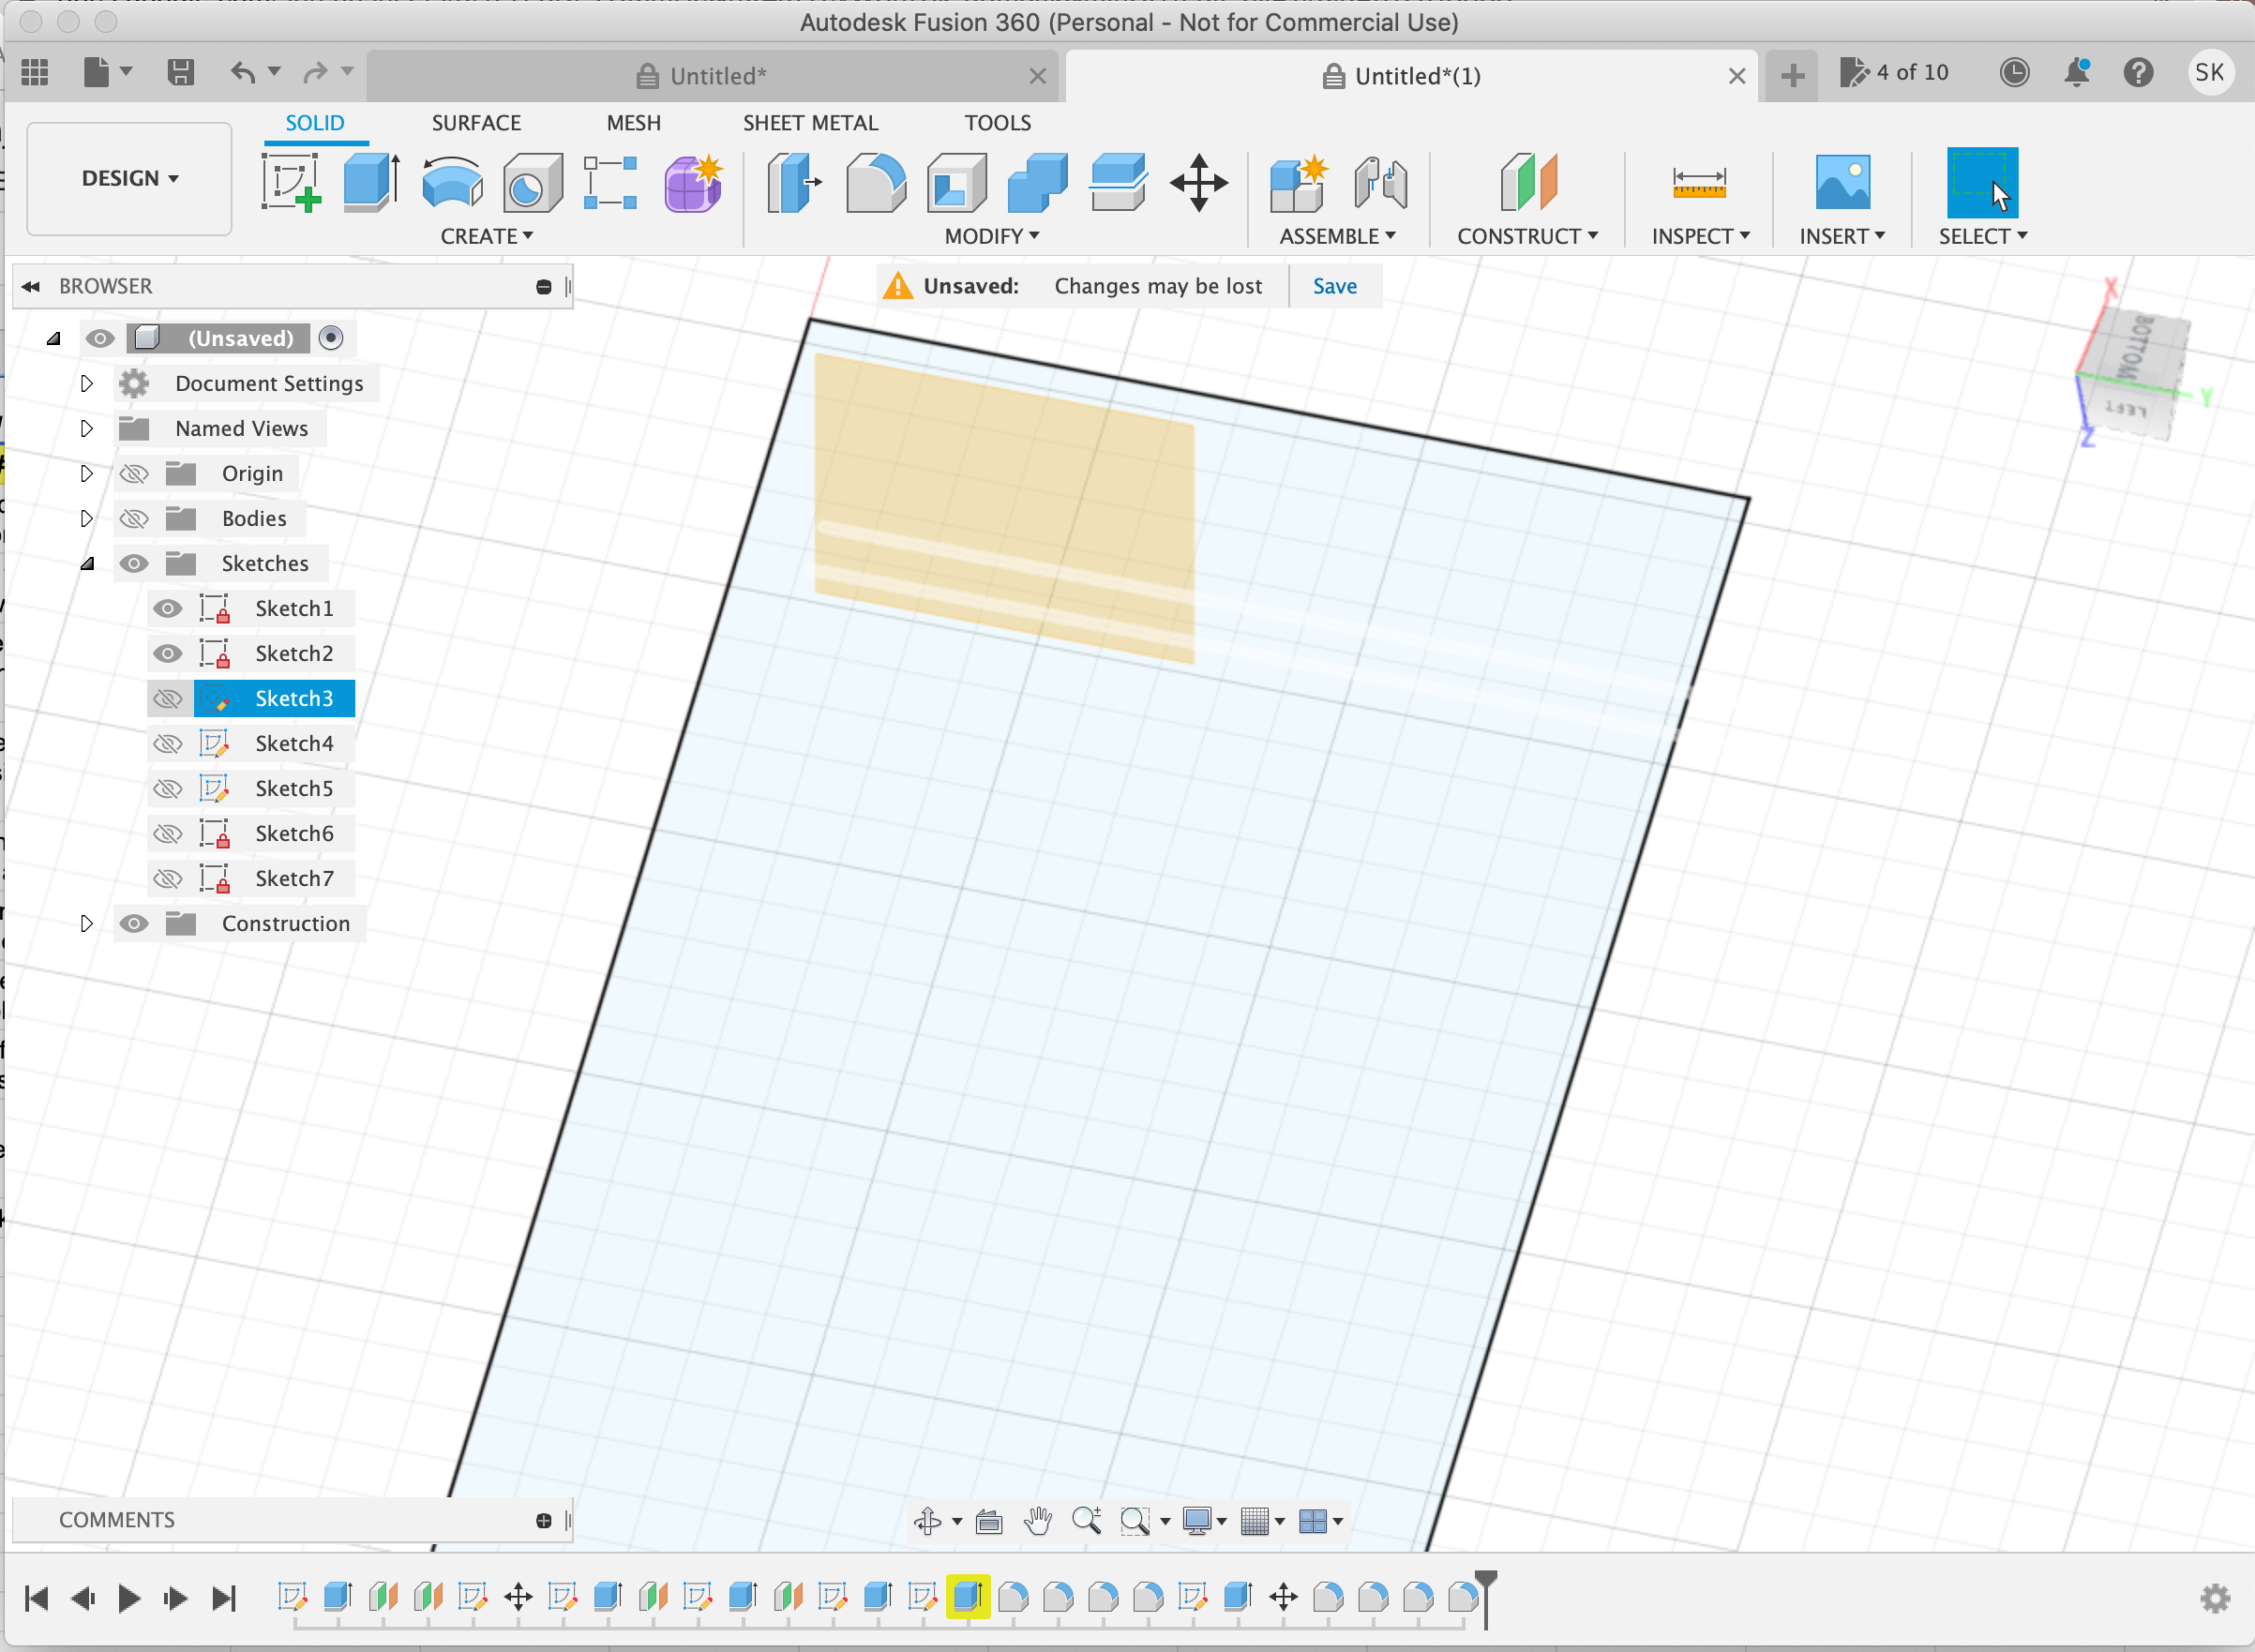 Autodesk Fusion 360 (Personal - Not for Commercial Use)
Untitled*
Untitled*(1)
4 of 10
SK
SOLID
SURFACE
MESH
SHEET METAL
TOOLS
DESIGN
CREATE
MODIFY
ASSEMBLE
CONSTRUCT
INSPECT
INSERT
SELECT
BROWSER
Unsaved: Changes may be lost Save
(Unsaved)
Document Settings
Named Views
Origin
Bodies
Sketches
Sketch1
Sketch2
Sketch3
Sketch4
Sketch5
Sketch6
Sketch7
Construction
X
BOTTOM
LEFT
Y
Z
COMMENTS